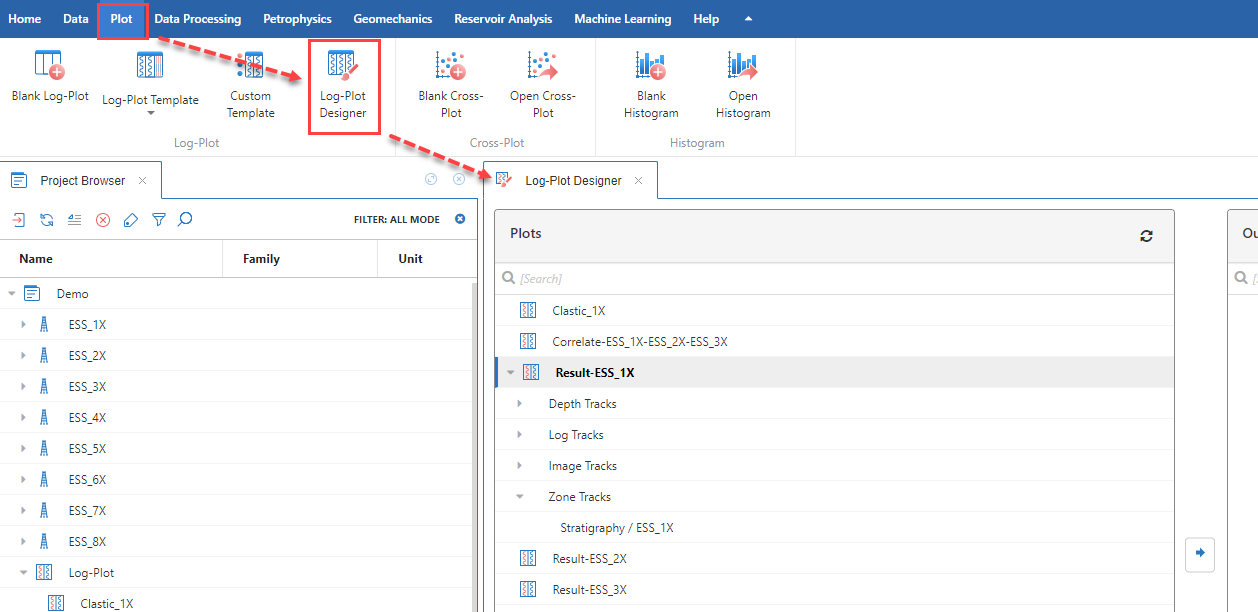 Home Data Plot Data Processing Petrophysics Geomechanics Reservoir Analysis Machine Learning Help
Blank Log-Plot
Log-Plot Template
Custom
Template
Log-Plot
Designer
Log-Plot
Blank Cross-
Plot
Open Cross-
Plot
Cross-Plot
Blank
Histogram
Open
Histogram
Histogram
Project Browser
FILTER: ALL MODE
Name Family Unit
Demo
ESS_1X
ESS_2X
ESS_3X
ESS_4X
ESS_5X
ESS_6X
ESS_7X
ESS_8X
Log-Plot
Clastic_1X
Log-Plot Designer
Plots
[Search]
Clastic_1X
Correlate-ESS_1X-ESS_2X-ESS_3X
Result-ESS_1X
Depth Tracks
Log Tracks
Image Tracks
Zone Tracks
Stratigraphy / ESS_1X
Result-ESS_2X
Result-ESS_3X